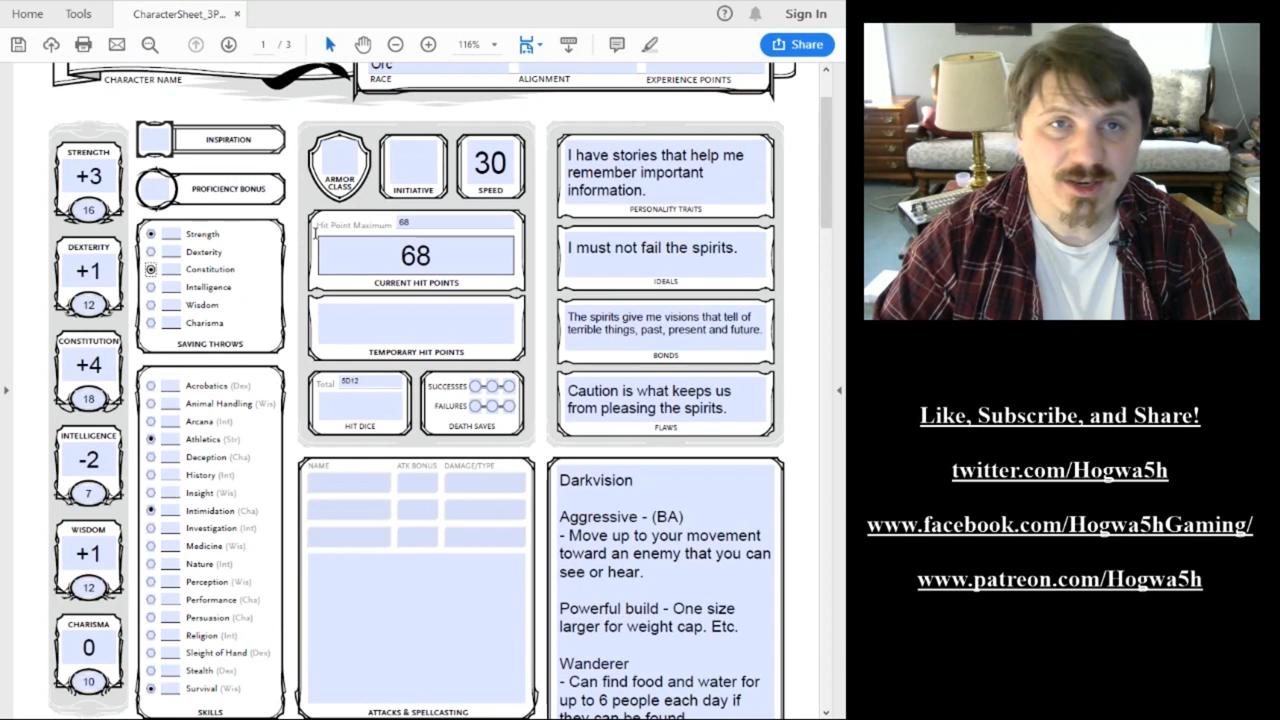 Home
Tools
CharacterSheet_3P...
×
Sign In
1 / 3
116%
Share
CHARACTER NAME
Orc
RACE
ALIGNMENT
EXPERIENCE POINTS
STRENGTH
+3
16
DEXTERITY
+1
12
CONSTITUTION
+4
18
INTELLIGENCE
-2
7
WISDOM
+1
12
CHARISMA
0
10
INSPIRATION
PROFICIENCY BONUS
Strength
Dexterity
Constitution
Intelligence
Wisdom
Charisma
SAVING THROWS
Acrobatics (Dex)
Animal Handling (Wis)
Arcana (Int)
Athletics (Str)
Deception (Cha)
History (Int)
Insight (Wis)
Intimidation (Cha)
Investigation (Int)
Medicine (Wis)
Nature (Int)
Perception (Wis)
Performance (Cha)
Persuasion (Cha)
Religion (Int)
Sleight of Hand (Dex)
Stealth (Dex)
Survival (Wis)
SKILLS
ARMOR
CLASS
INITIATIVE
30
SPEED
Hit Point Maximum 68
68
CURRENT HIT POINTS
TEMPORARY HIT POINTS
Total 5D12
HIT DICE
SUCCESSES
FAILURES
DEATH SAVES
NAME
ATK BONUS
DAMAGE/TYPE
ATTACKS & SPELLCASTING
I have stories that help me
remember important
information.
PERSONALITY TRAITS
I must not fail the spirits.
IDEALS
The spirits give me visions that tell of
terrible things, past, present and future.
BONDS
Caution is what keeps us
from pleasing the spirits.
FLAWS
Darkvision
Aggressive - (BA)
- Move up to your movement
toward an enemy that you can
see or hear.
Powerful build - One size
larger for weight cap. Etc.
Wanderer
- Can find food and water for
up to 6 people each day if
they can be found
Like, Subscribe, and Share!
twitter.com/Hogwa5h
www.facebook.com/Hogwa5hGaming/
www.patreon.com/Hogwa5h